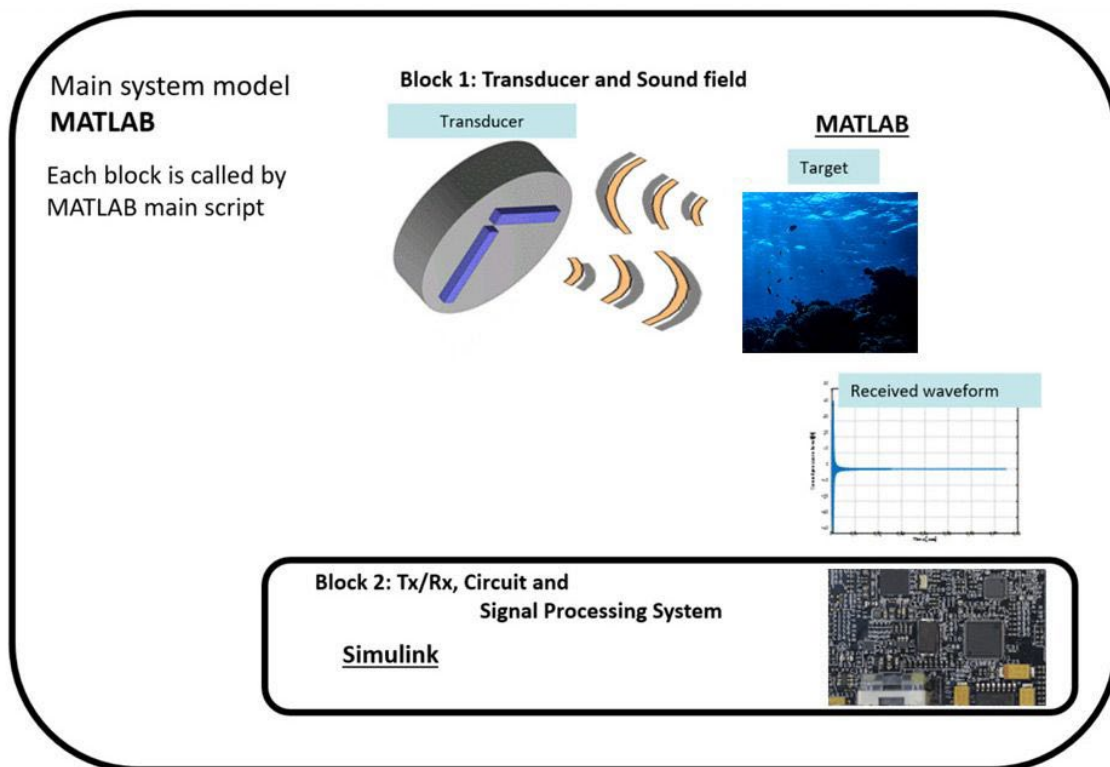 Main system model
MATLAB
Each block is called by
MATLAB main script
Block 1: Transducer and Sound field
Transducer
MATLAB
Target
Received waveform
Block 2: Tx/Rx, Circuit and
Signal Processing System
Simulink